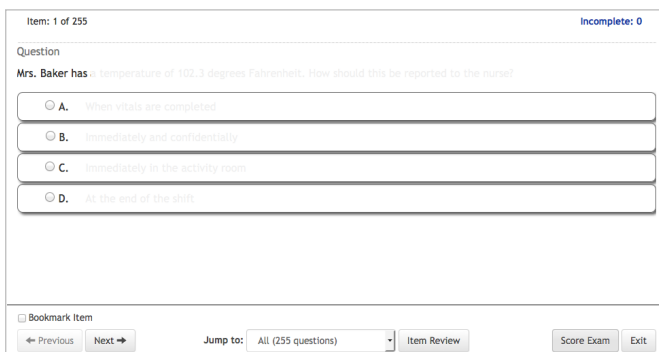 Item: 1 of 255 Incomplete: 0
Question
Mrs. Baker has a temperature of 102.3 degrees Fahrenheit. How should this be reported to the nurse?
A. When vitals are completed
B. Immediately and confidentially
C. Immediately in the activity room
D. At the end of the shift
Bookmark Item
← Previous Next → Jump to: All (255 questions) Item Review Score Exam Exit